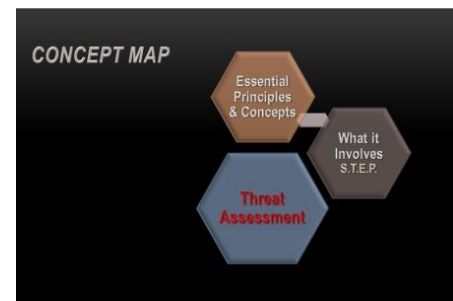 CONCEPT MAP
Essential
Principles
& Concepts
What it
Involves
S.T.E.P.
Threat
Assessment